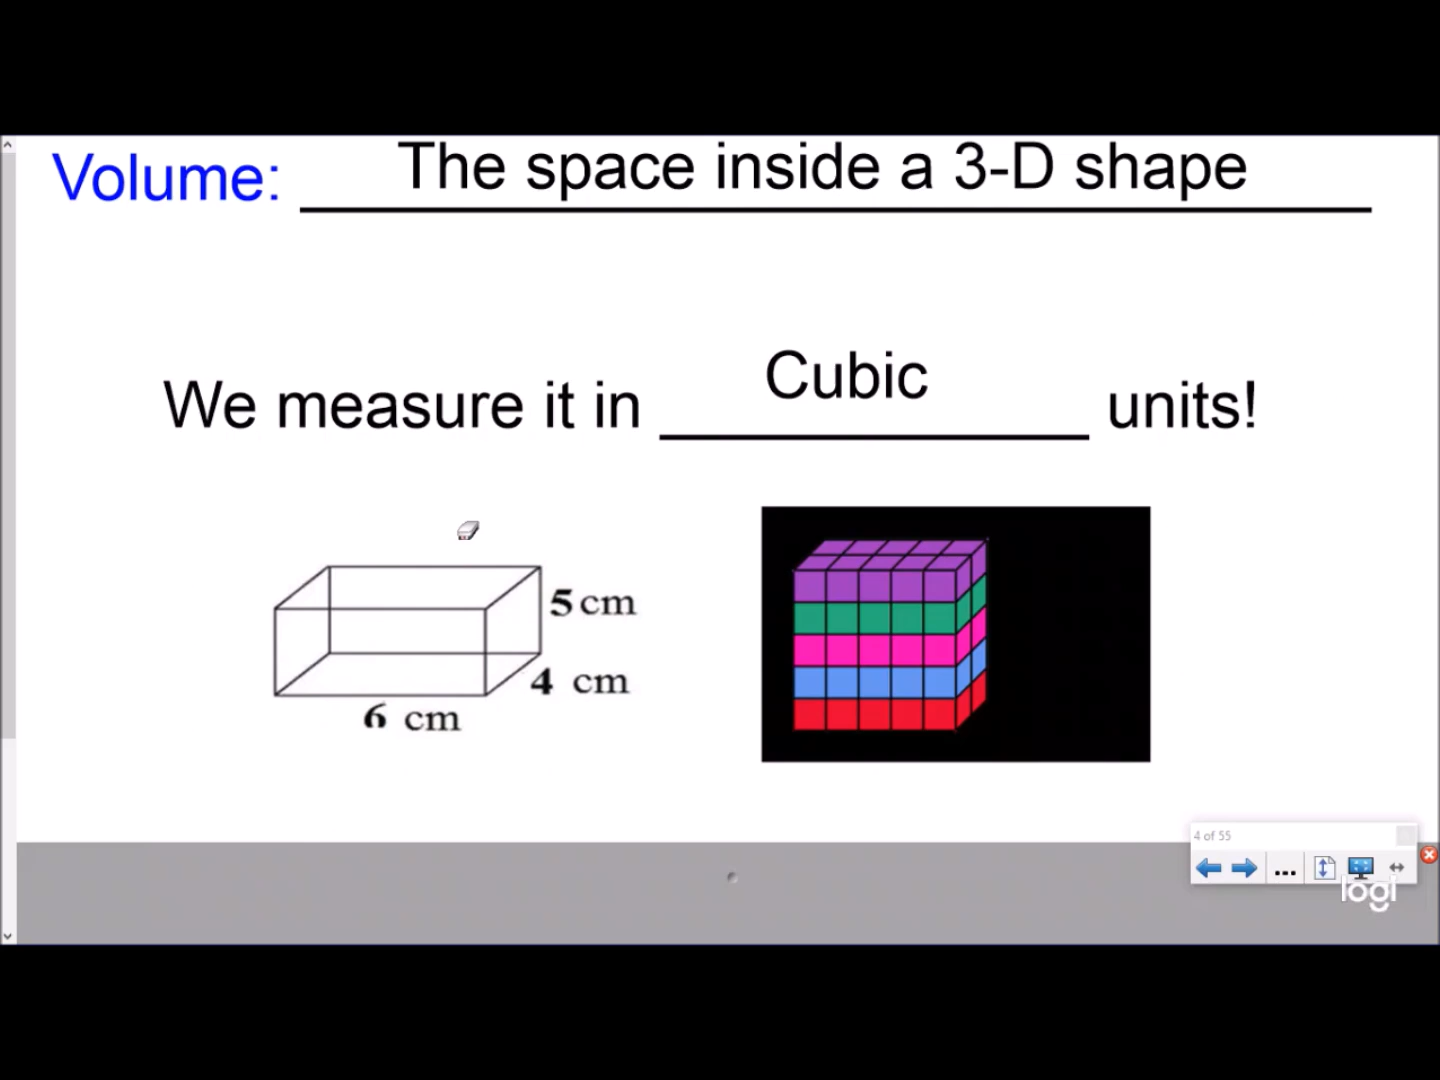 Volume: The space inside a 3-D shape
We measure it in Cubic units!
5 cm
4 cm
6 cm
4 of 55
...
logi